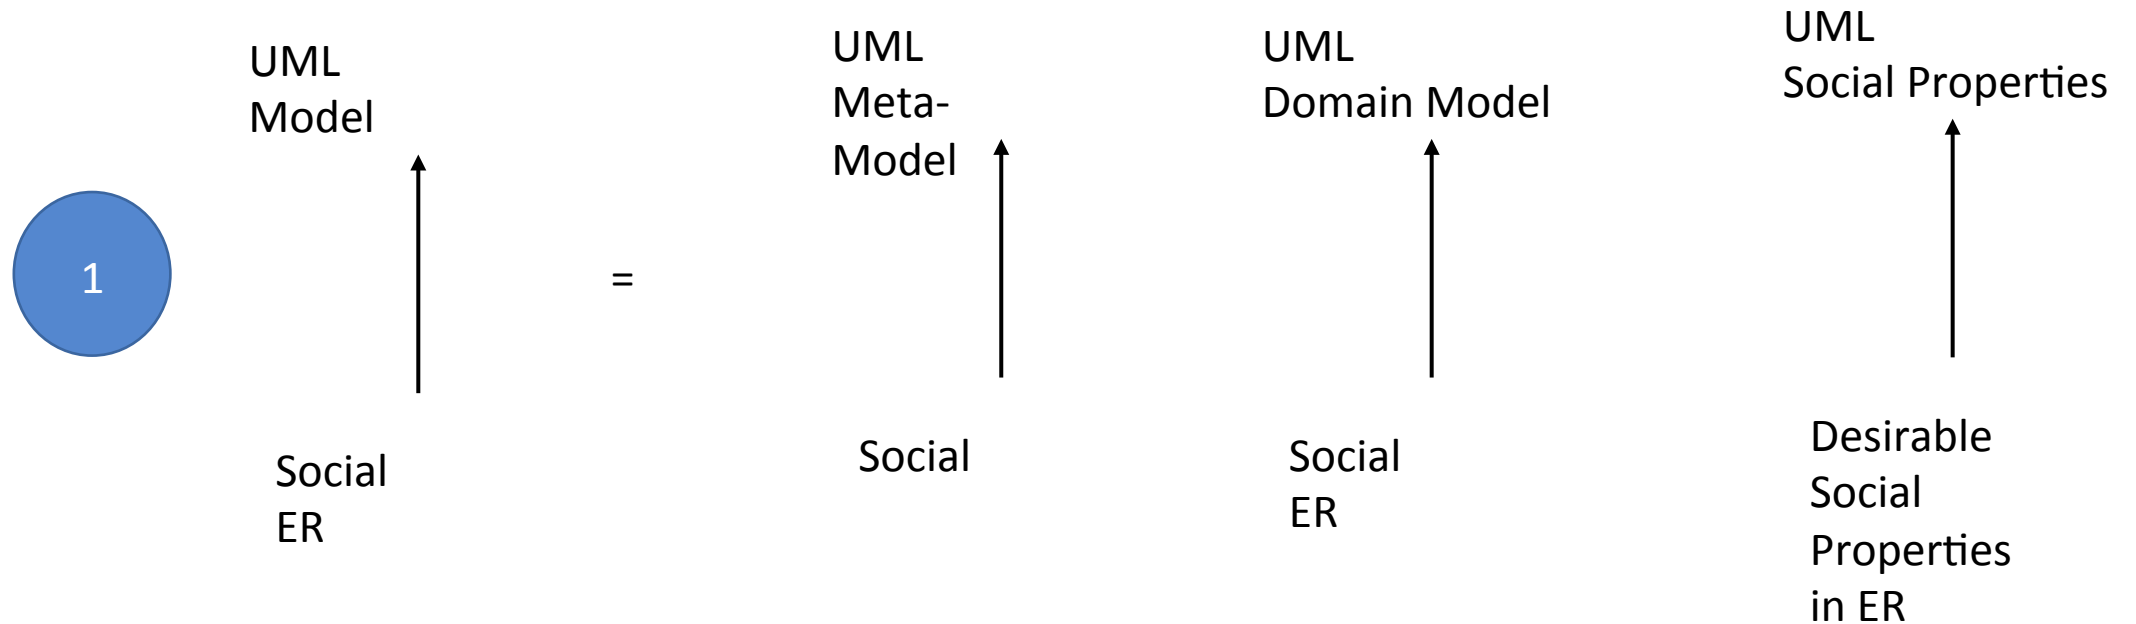 1
UML
Model
Social
ER
=
UML
Meta-
Model
Social
UML
Domain Model
Social
ER
UML
Social Properties
Desirable
Social
Properties
in ER